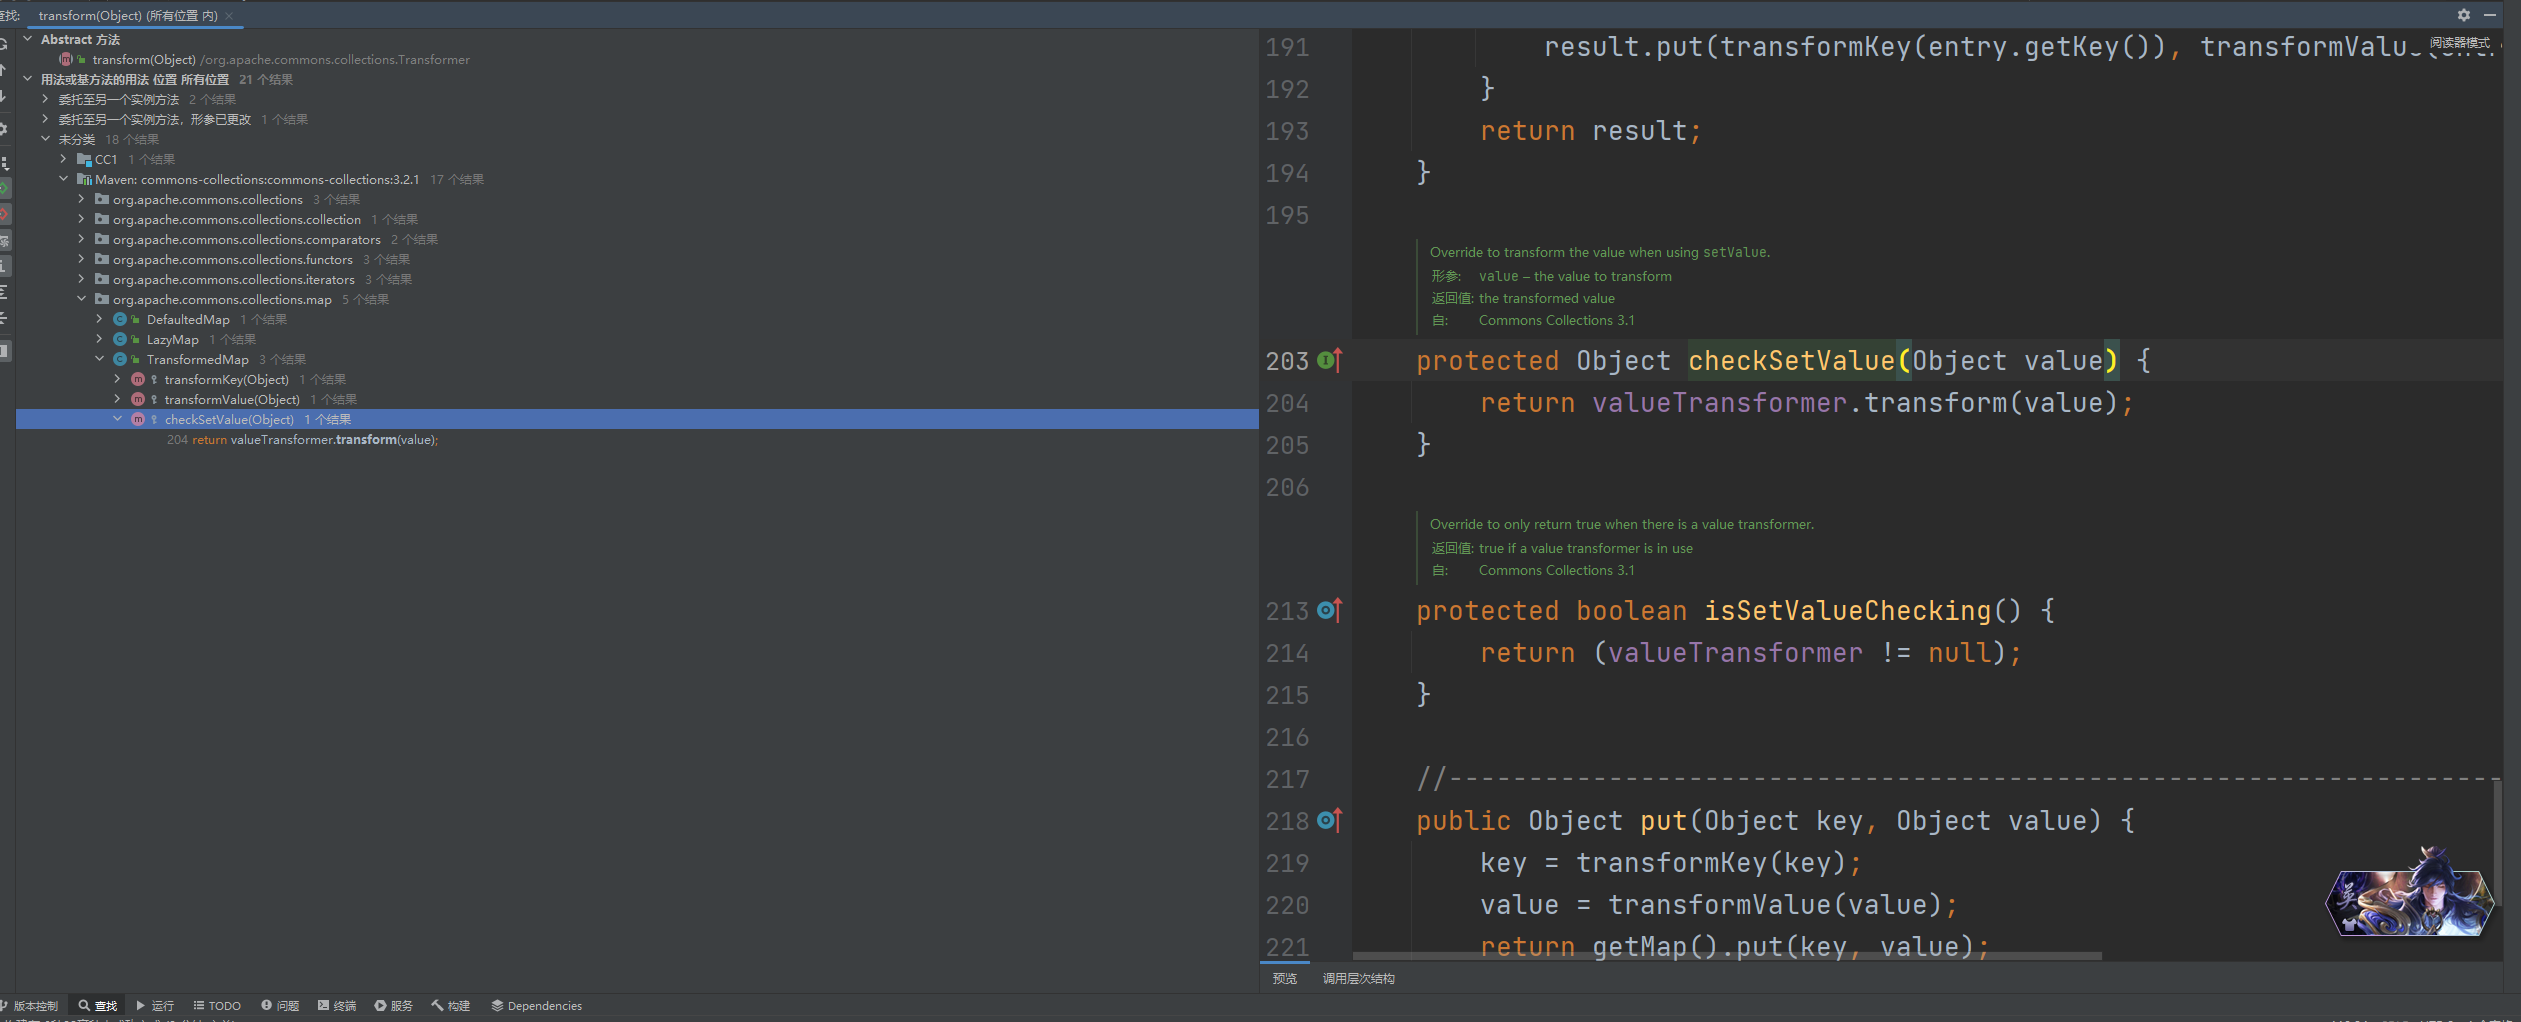 查找: transform(Object) (所有位置 内) ×
Abstract 方法
transform(Object) /org.apache.commons.collections.Transformer
用法或基方法的用法 位置 所有位置 21 个结果
委托至另一个实例方法 2 个结果
委托至另一个实例方法，形参已更改 1 个结果
未分类 18 个结果
CC1 1 个结果
Maven: commons-collections:commons-collections:3.2.1 17 个结果
org.apache.commons.collections 3 个结果
org.apache.commons.collections.collection 1 个结果
org.apache.commons.collections.comparators 2 个结果
org.apache.commons.collections.functors 3 个结果
org.apache.commons.collections.iterators 3 个结果
org.apache.commons.collections.map 5 个结果
DefaultedMap 1 个结果
LazyMap 1 个结果
TransformedMap 3 个结果
transformKey(Object) 1 个结果
transformValue(Object) 1 个结果
checkSetValue(Object) 1 个结果
204 return valueTransformer.transform(value);
阅读器模式
191 result.put(transformKey(entry.getKey()), transformValue(entr
192 }
193 return result;
194 }
195
Override to transform the value when using setValue.
形参: value – the value to transform
返回值: the transformed value
自: Commons Collections 3.1
203 protected Object checkSetValue(Object value) {
204 return valueTransformer.transform(value);
205 }
206
Override to only return true when there is a value transformer.
返回值: true if a value transformer is in use
自: Commons Collections 3.1
213 protected boolean isSetValueChecking() {
214 return (valueTransformer != null);
215 }
216
217 //------------------------------------------------------------------
218 public Object put(Object key, Object value) {
219 key = transformKey(key);
220 value = transformValue(value);
221 return getMap().put(key, value);
预览 调用层次结构
版本控制 查找 运行 TODO 问题 终端 服务 构建 Dependencies